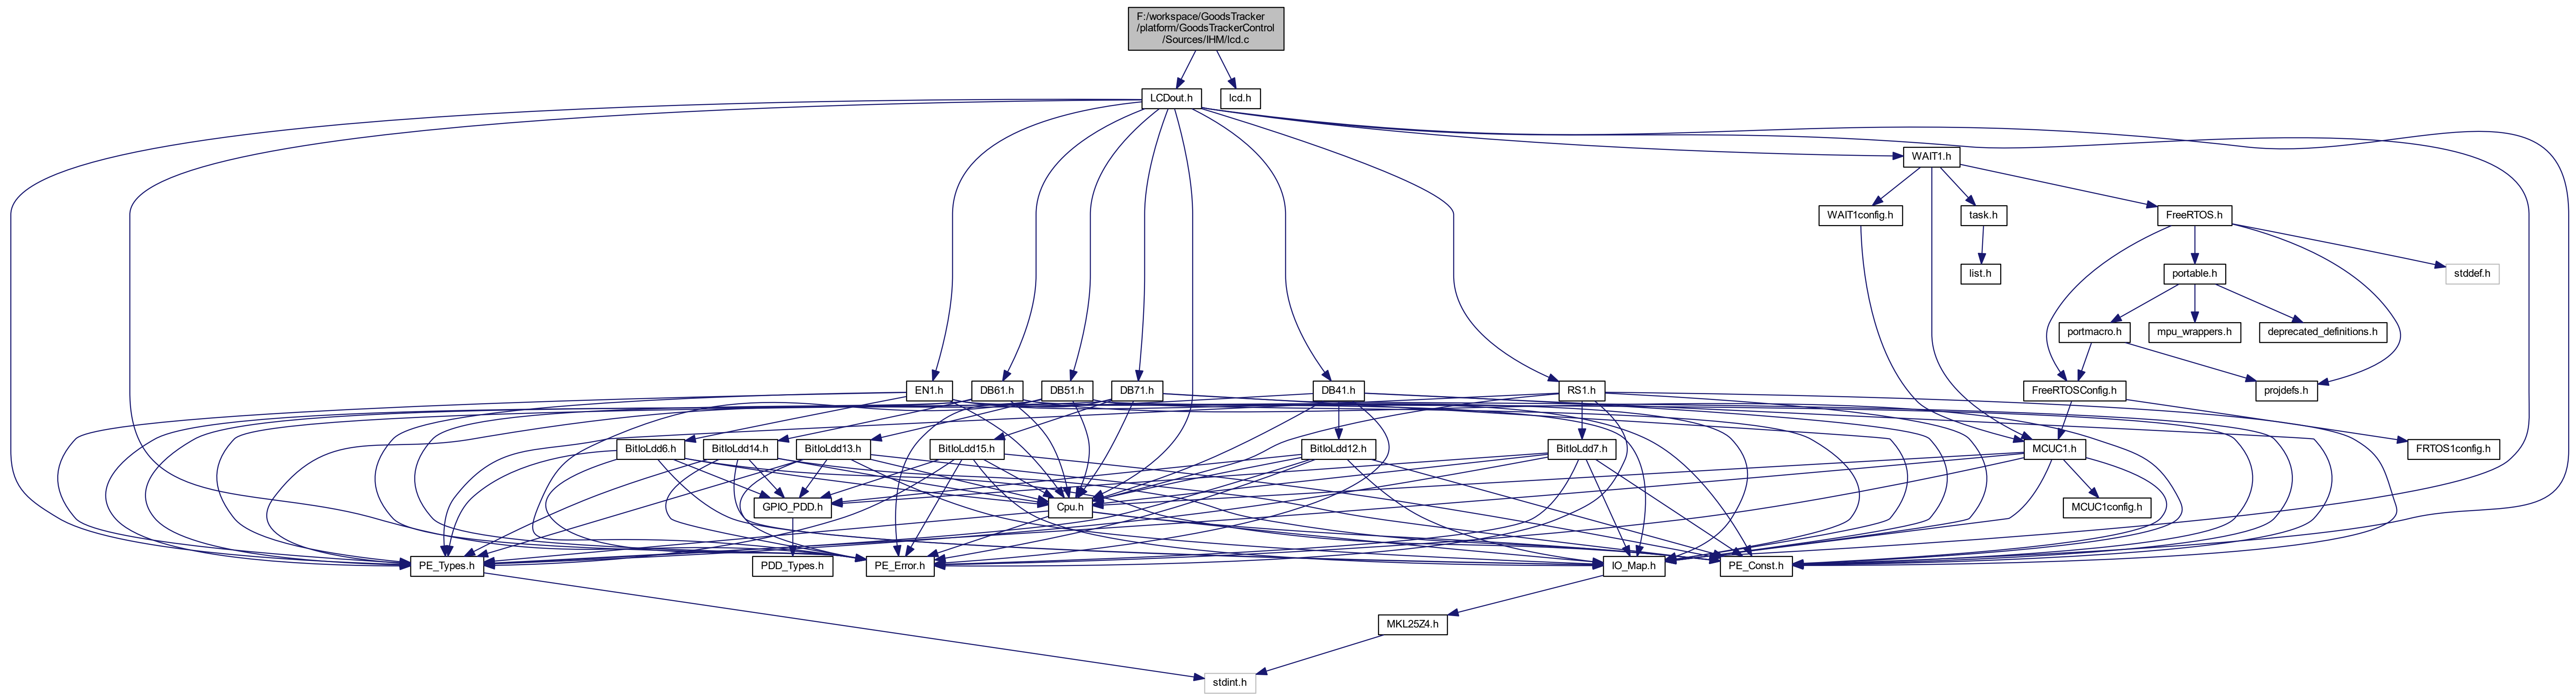 F:/workspace/GoodsTracker
/platform/GoodsTrackerControl
/Sources/IHM/lcd.c
LCDout.h
lcd.h
WAIT1.h
WAIT1config.h
task.h
FreeRTOS.h
list.h
portable.h
stddef.h
portmacro.h
mpu_wrappers.h
deprecated_definitions.h
EN1.h
DB61.h
DB51.h
DB71.h
DB41.h
RS1.h
FreeRTOSConfig.h
projdefs.h
BitIoLdd6.h
BitIoLdd14.h
BitIoLdd13.h
BitIoLdd15.h
BitIoLdd12.h
BitIoLdd7.h
MCUC1.h
FRTOS1config.h
GPIO_PDD.h
Cpu.h
MCUC1config.h
PE_Types.h
PDD_Types.h
PE_Error.h
IO_Map.h
PE_Const.h
MKL25Z4.h
stdint.h